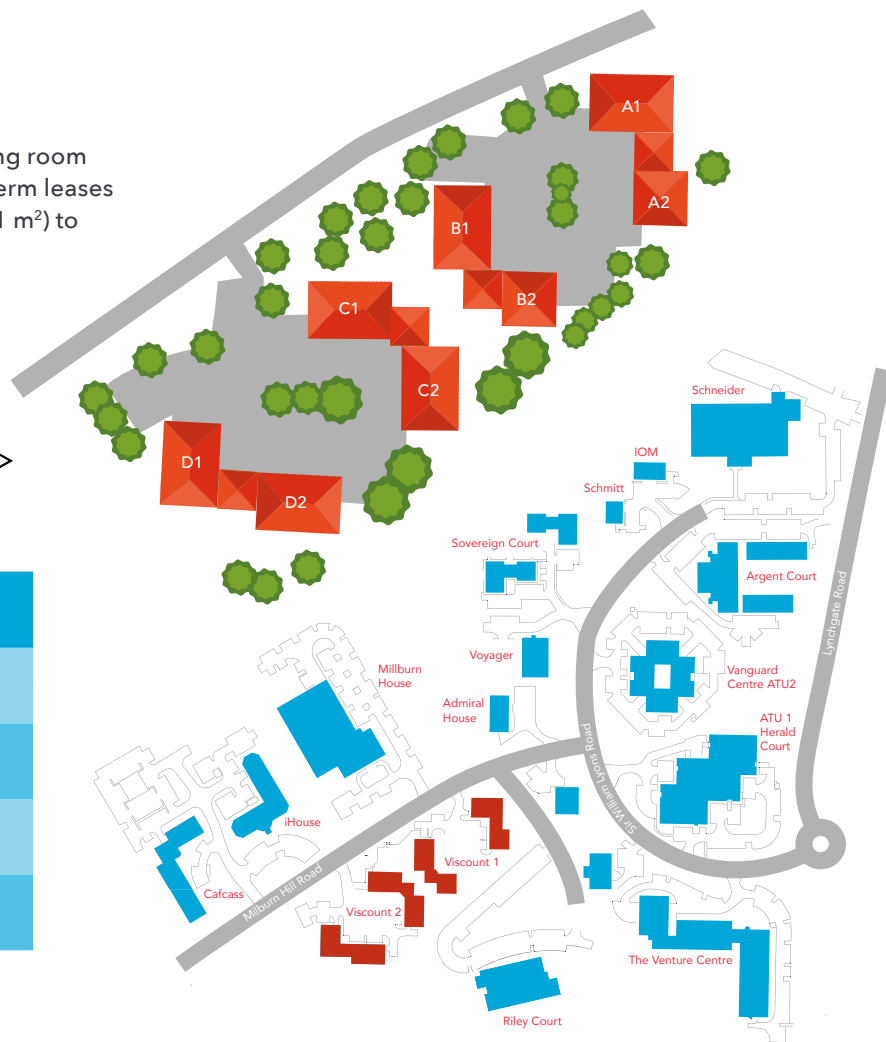 ng room
erm leases
m²) to
A1
A2
B1
B2
C1
C2
D1
D2
Schneider
IOM
Schmitt
Sovereign Court
Argent Court
Lynchgate Road
Voyager
Vanguard
Centre ATU2
Millburn
House
Admiral
House
ATU 1
Herald
Court
Sir William Lyons Road
iHouse
Viscount 1
Cafcass
Milburn Hill Road
Viscount 2
The Venture Centre
Riley Court